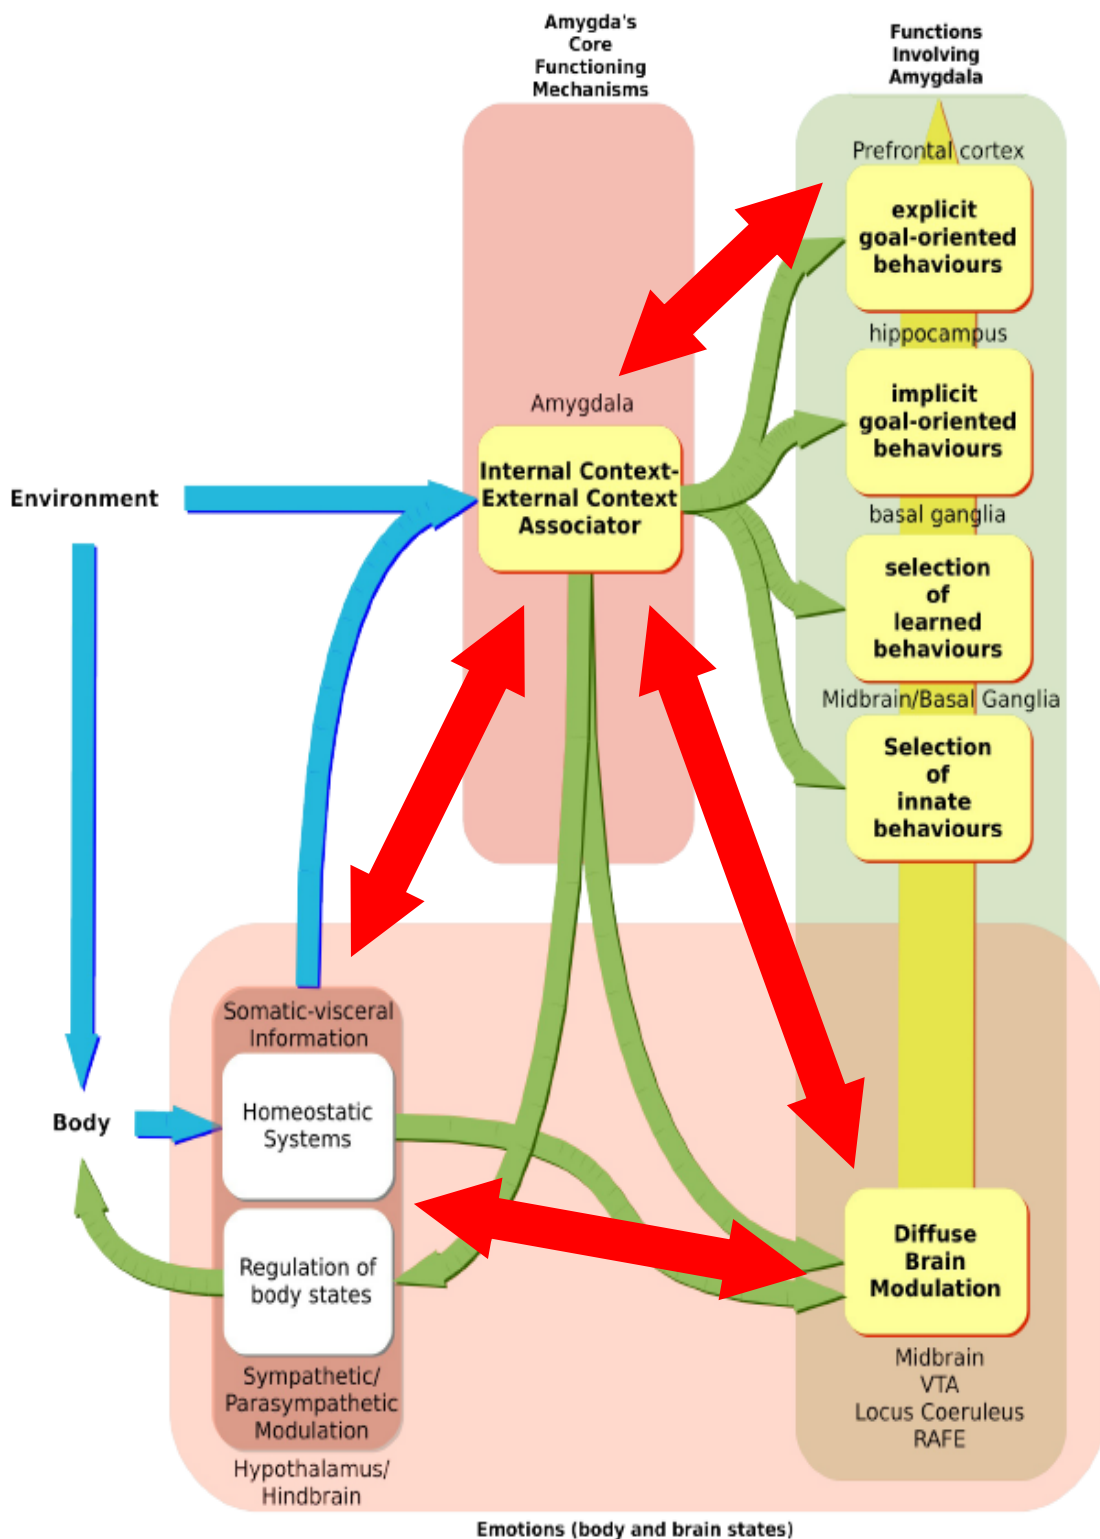 Amygda's
Core
Functioning
Mechanisms
Functions
Involving
Amygdala
Prefrontal cortex
explicit
goal-oriented
behaviours
hippocampus
implicit
goal-oriented
behaviours
basal ganglia
selection
of
learned
behaviours
Midbrain/Basal Ganglia
Selection
of
innate
behaviours
Amygdala
Internal Context-
External Context
Associator
Environment
Body
Somatic-visceral
Information
Homeostatic
Systems
Regulation of
body states
Sympathetic/
Parasympathetic
Modulation
Hypothalamus/
Hindbrain
Diffuse
Brain
Modulation
Midbrain
VTA
Locus Coeruleus
RAFE
Emotions (body and brain states)